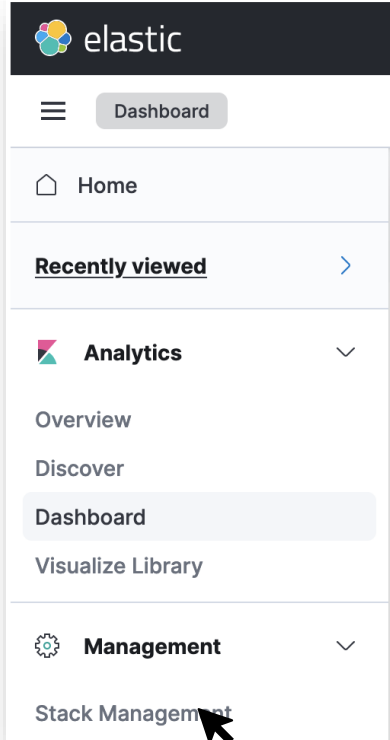 elastic
Dashboard
Home
Recently viewed
Analytics
Overview
Discover
Dashboard
Visualize Library
Management
Stack Management